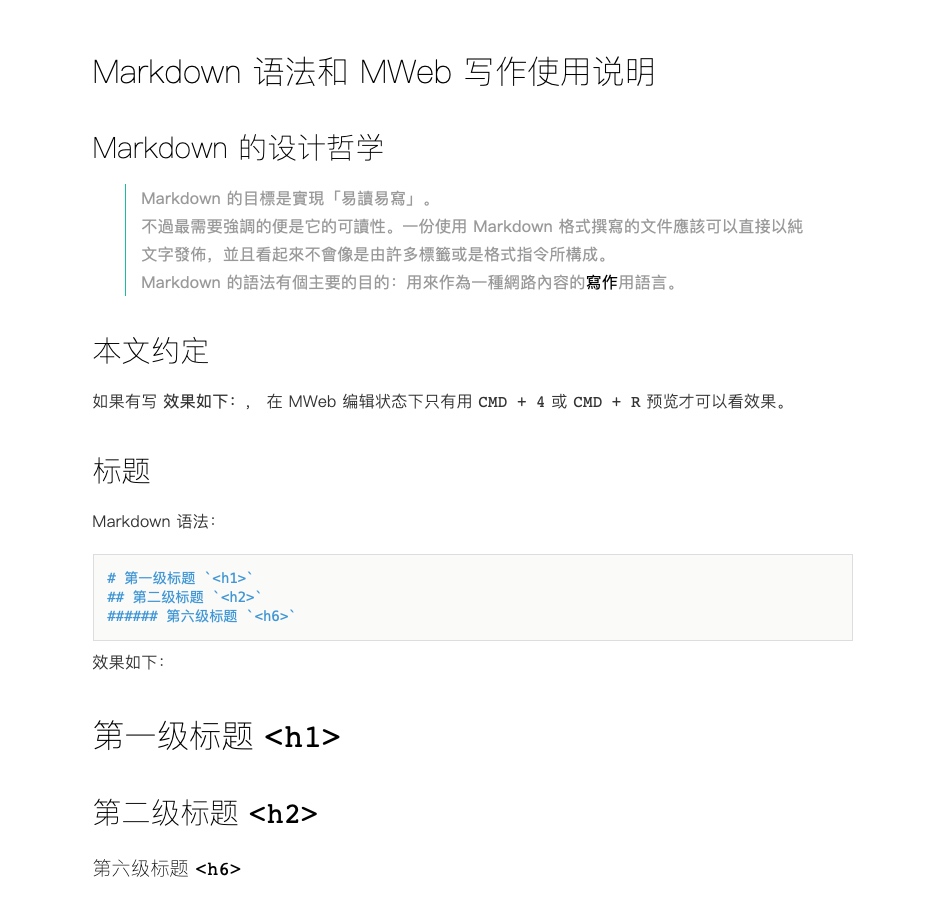 Markdown 语法和 MWeb 写作使用说明
Markdown 的设计哲学
Markdown 的目標是實現「易讀易寫」。
不過最需要強調的便是它的可讀性。一份使用 Markdown 格式撰寫的文件應該可以直接以純
文字發佈，並且看起來不會像是由許多標籤或是格式指令所構成。
Markdown 的語法有個主要的目的：用來作為一種網路內容的寫作用語言。
本文约定
如果有写 效果如下：， 在 MWeb 编辑状态下只有用 CMD + 4 或 CMD + R 预览才可以看效果。
标题
Markdown 语法：
# 第一级标题 `<h1>`
## 第二级标题 `<h2>`
###### 第六级标题 `<h6>`
效果如下：
第一级标题 <h1>
第二级标题 <h2>
第六级标题 <h6>